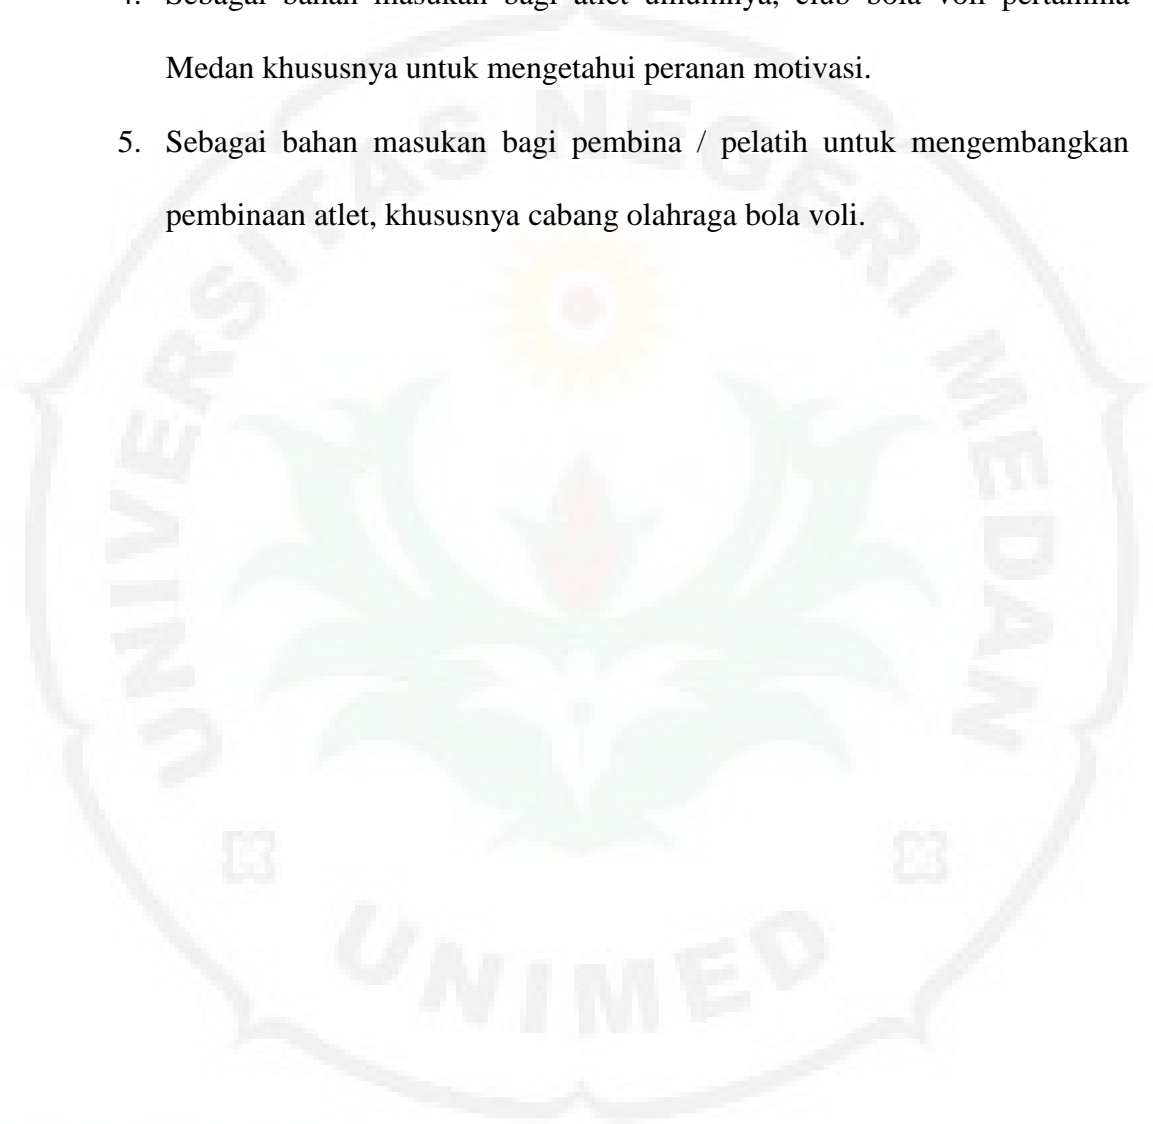 4. Sebagai bahan masukan bagi atlet umumnya, club bola voli pertamina
Medan khususnya untuk mengetahui peranan motivasi.
5. Sebagai bahan masukan bagi pembina / pelatih untuk mengembangkan
pembinaan atlet, khususnya cabang olahraga bola voli.
UNIVERSITAS NEGERI MEDAN
UNIMED